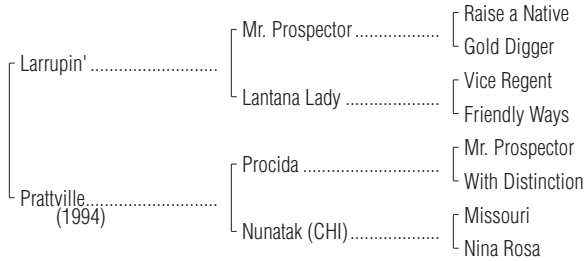 Raise a Native
Mr. Prospector ...................
Gold Digger
Larrupin' .............................
Vice Regent
Lantana Lady .....................
Friendly Ways
Mr. Prospector
Procida ...............................
With Distinction
Prattville..............................
(1994)
Missouri
Nunatak (CHI) ....................
Nina Rosa